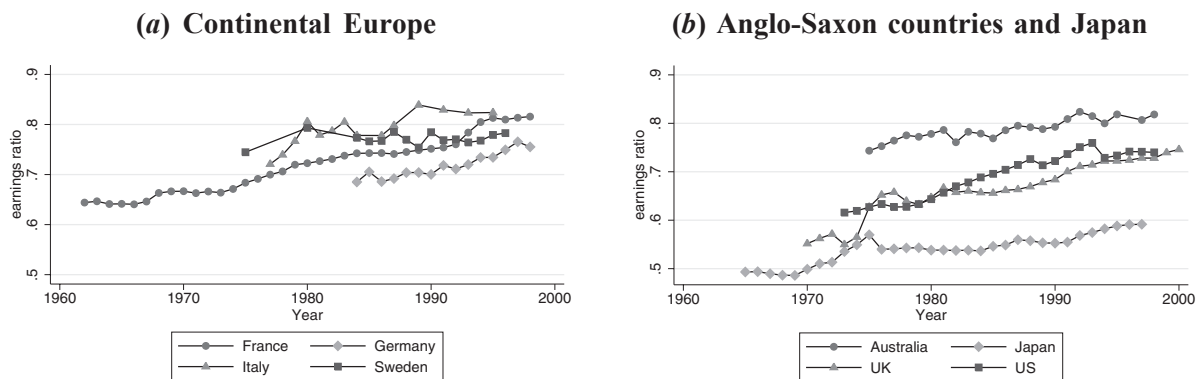 (a) Continental Europe
.9
.8
.7
.6
.5
earnings ratio
1960 1970 1980 1990 2000
Year
France Germany
Italy Sweden
(b) Anglo-Saxon countries and Japan
.9
.8
.7
.6
.5
earnings ratio
1960 1970 1980 1990 2000
Year
Australia Japan
UK US